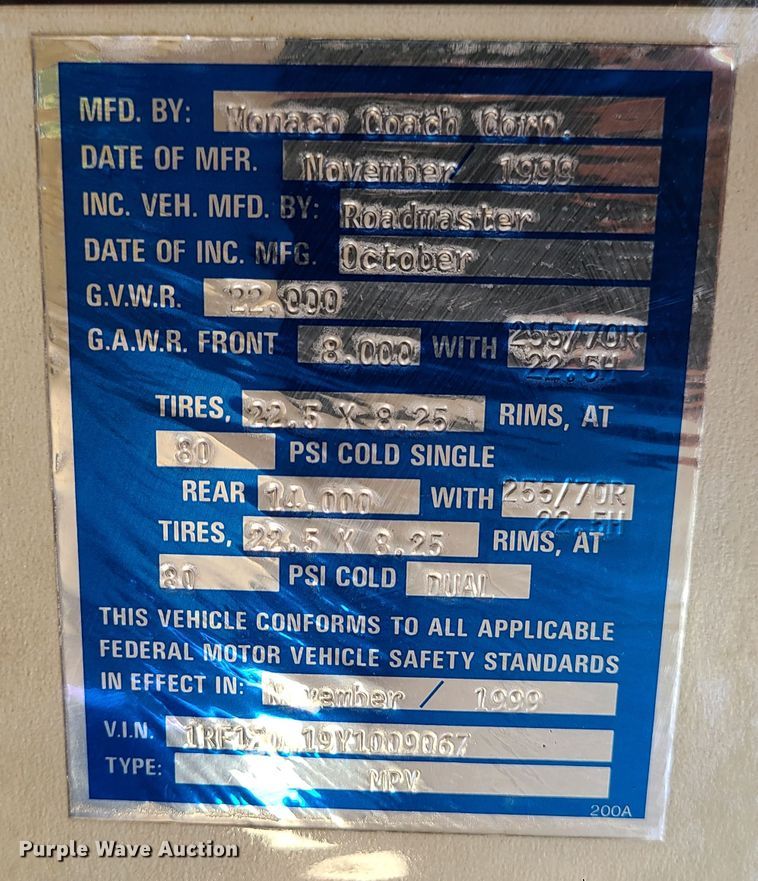 MFD. BY: Monaco Coach Corp.
DATE OF MFR. November / 1999
INC. VEH. MFD. BY: Roadmaster
DATE OF INC. MFG. October
G.V.W.R. 22,000
G.A.W.R. FRONT 8,000 WITH 255/70R
22.5H
TIRES, 22.5 X 8.25 RIMS, AT
80 PSI COLD SINGLE
REAR 14,000 WITH 255/70R
22.5H
TIRES, 22.5 X 8.25 RIMS, AT
80 PSI COLD DUAL
THIS VEHICLE CONFORMS TO ALL APPLICABLE
FEDERAL MOTOR VEHICLE SAFETY STANDARDS
IN EFFECT IN: November / 1999
V.I.N.
TYPE: MPV
200A
Purple Wave Auction